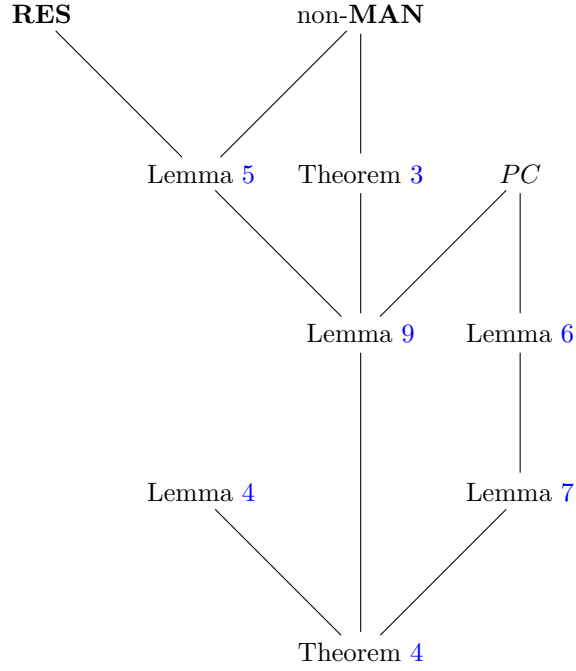 RES non-MAN
Lemma 5 Theorem 3 PC
Lemma 9 Lemma 6
Lemma 4 Lemma 7
Theorem 4